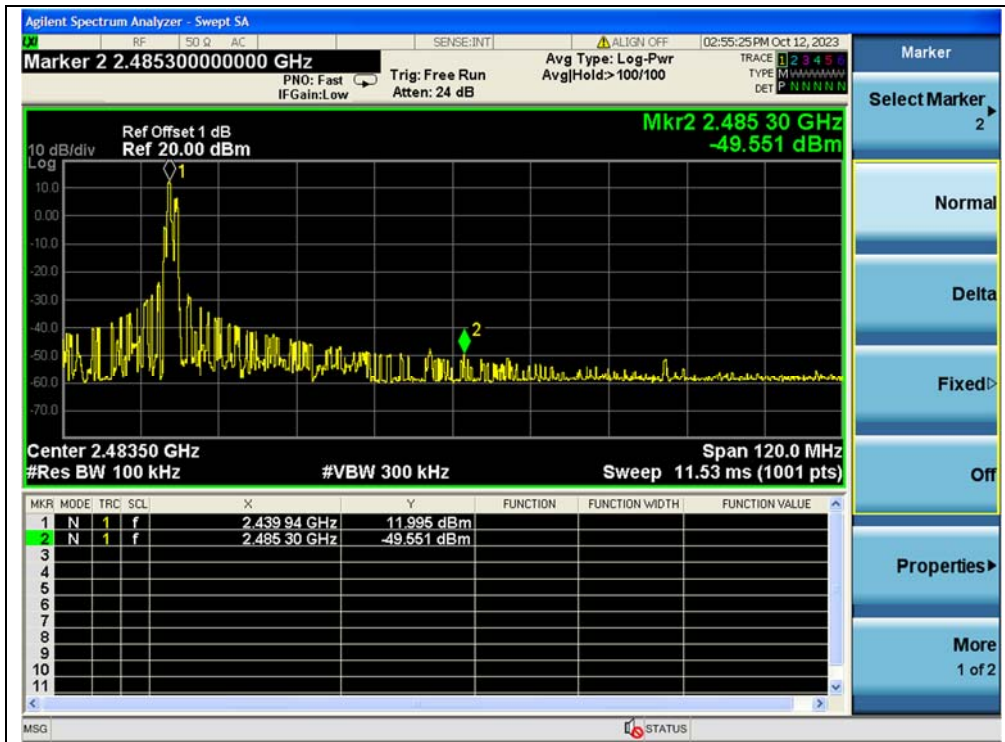 Agilent Spectrum Analyzer - Swept SA
LXI RF 50 Ω AC SENSE:INT ALIGN OFF 02:55:25 PM Oct 12, 2023
Marker 2 2.485300000000 GHz
PNO: Fast
IFGain:Low
Trig: Free Run
Atten: 24 dB
Avg Type: Log-Pwr
Avg|Hold:> 100/100
TRACE 1 2 3 4 5 6
TYPE M WWWWW
DET P N N N N N
Mkr2 2.485 30 GHz
-49.551 dBm
Ref Offset 1 dB
10 dB/div Ref 20.00 dBm
Log
1
10.0
0.00
-10.0
-20.0
-30.0
-40.0
2
-50.0
-60.0
-70.0
Center 2.48350 GHz Span 120.0 MHz
#Res BW 100 kHz #VBW 300 kHz Sweep 11.53 ms (1001 pts)
MKR MODE TRC SCL X Y FUNCTION FUNCTION WIDTH FUNCTION VALUE
1 N 1 f 2.439 94 GHz 11.995 dBm
2 N 1 f 2.485 30 GHz -49.551 dBm
3
4
5
6
7
8
9
10
11
MSG STATUS
Marker
Select Marker
2
Normal
Delta
Fixed
Off
Properties
More
1 of 2